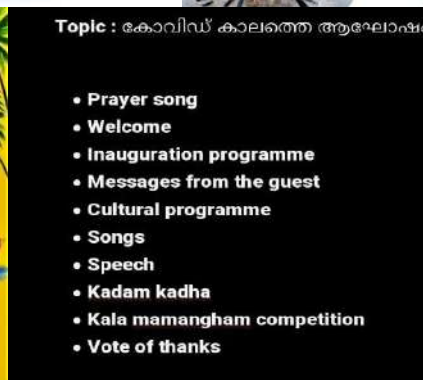 Topic : കോവിഡ് കാലത്തെ
• Prayer song
• Welcome
• Inauguration programme
• Messages from the guest
• Cultural programme
• Songs
• Speech
• Kadam kadha
• Kala mamangham competition
• Vote of thanks